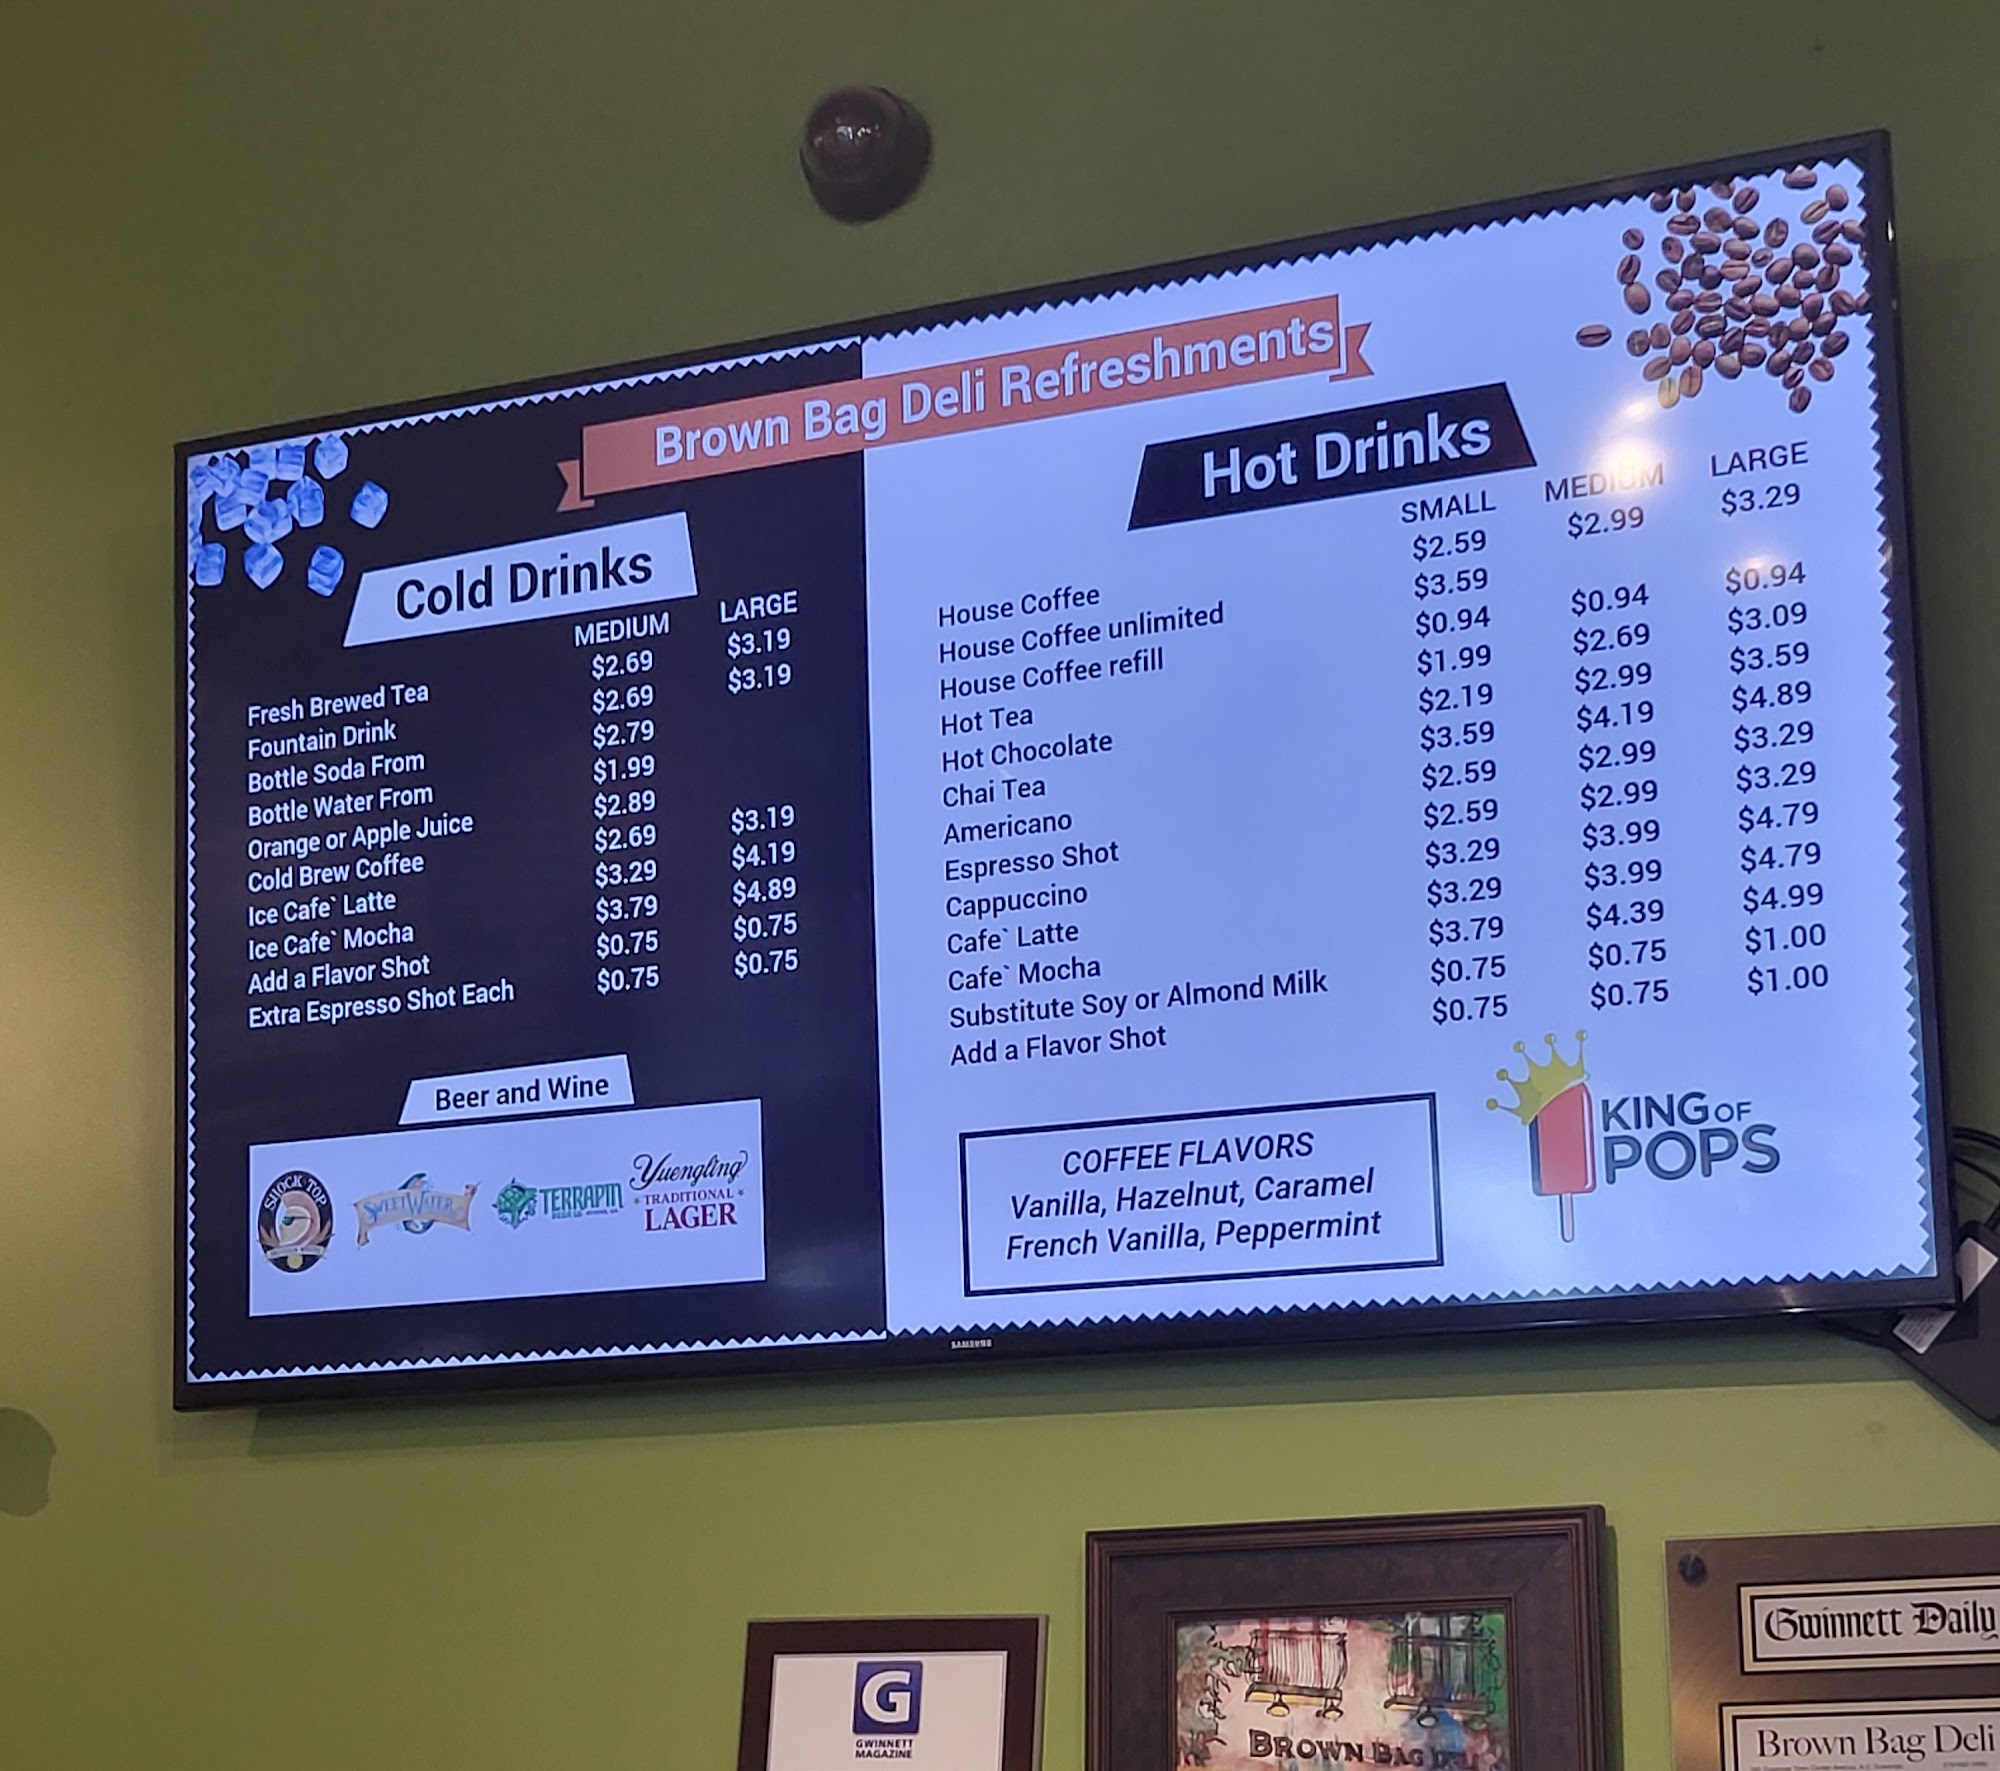 Brown Bag Deli Refreshments
Cold Drinks
MEDIUM LARGE
Fresh Brewed Tea $2.69 $3.19
Fountain Drink $2.69 $3.19
Bottle Soda From $2.79
Bottle Water From $1.99
Orange or Apple Juice $2.89
Cold Brew Coffee $2.69 $3.19
Ice Cafe` Latte $3.29 $4.19
Ice Cafe` Mocha $3.79 $4.89
Add a Flavor Shot $0.75 $0.75
Extra Espresso Shot Each $0.75 $0.75
Beer and Wine
SHOCK TOP
SWEETWATER
TERRAPIN
Yuengling
TRADITIONAL
LAGER
Hot Drinks
SMALL MEDIUM LARGE
House Coffee $2.59 $2.99 $3.29
House Coffee unlimited $3.59
House Coffee refill $0.94 $0.94 $0.94
Hot Tea $1.99 $2.69 $3.09
Hot Chocolate $2.19 $2.99 $3.59
Chai Tea $3.59 $4.19 $4.89
Americano $2.59 $2.99 $3.29
Espresso Shot $2.59 $2.99 $3.29
Cappuccino $3.29 $3.99 $4.79
Cafe` Latte $3.29 $3.99 $4.79
Cafe` Mocha $3.79 $4.39 $4.99
Substitute Soy or Almond Milk $0.75 $0.75 $1.00
Add a Flavor Shot $0.75 $0.75 $1.00
COFFEE FLAVORS
Vanilla, Hazelnut, Caramel
French Vanilla, Peppermint
KING OF
POPS
SAMSUNG
G
GWINNETT
MAGAZINE
BROWN BAG DELI
Gwinnett Daily
Brown Bag Deli